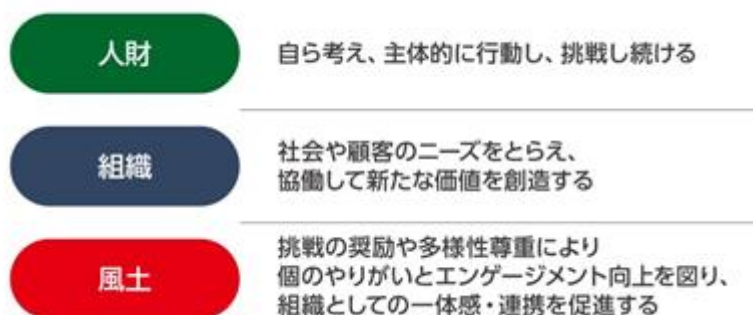 人財
自ら考え、主体的に行動し、挑戦し続ける
組織
社会や顧客のニーズをとらえ、
協働して新たな価値を創造する
風土
挑戦の奨励や多様性尊重により
個のやりがいとエンゲージメント向上を図り、
組織としての一体感・連携を促進する